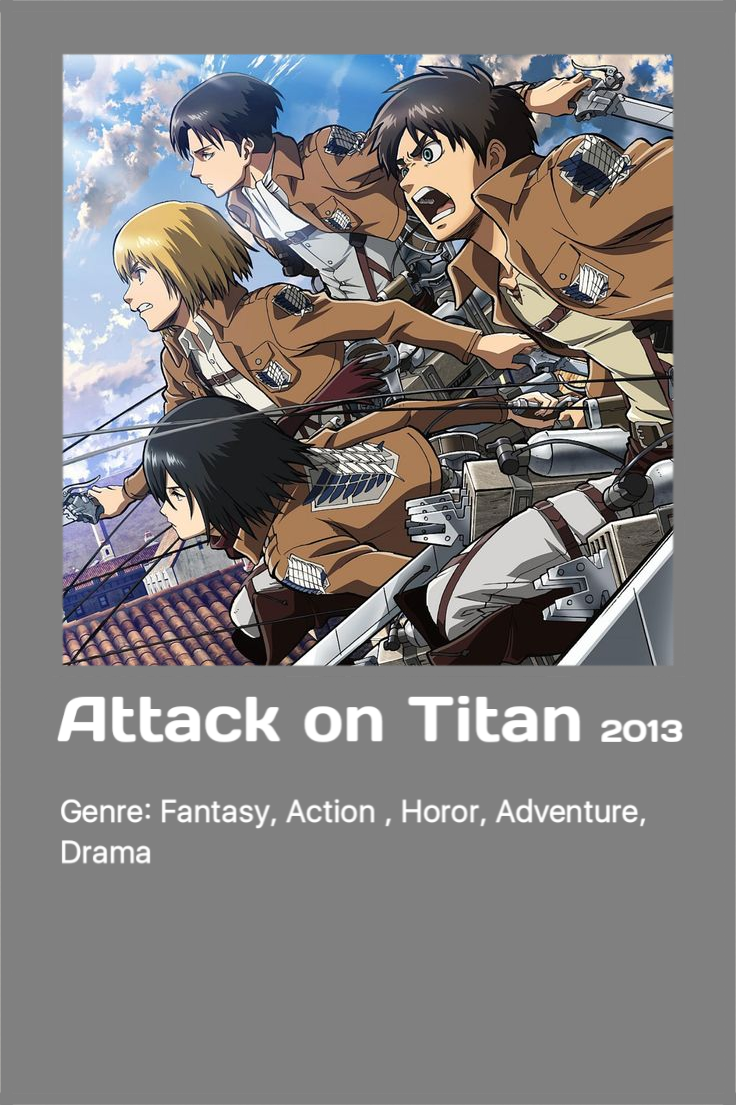 Attack on Titan 2013
Genre: Fantasy, Action , Horor, Adventure,
Drama